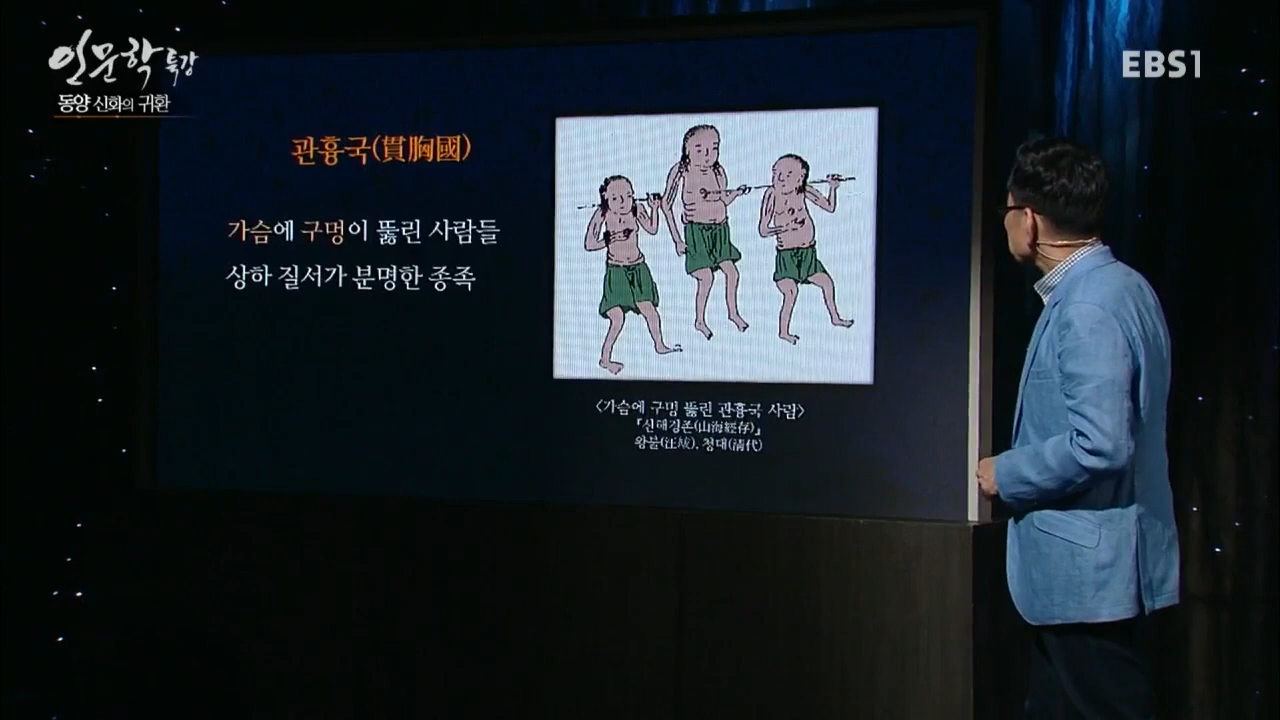 인문학 특강
동양 신화의 귀환
EBS1
관흉국(貫胸國)
가슴에 구멍이 뚫린 사람들
상하 질서가 분명한 종족
〈가슴에 구멍 뚫린 관흉국 사람〉
『산해경존(山海經存)』
왕불(汪紱), 청대(淸代)